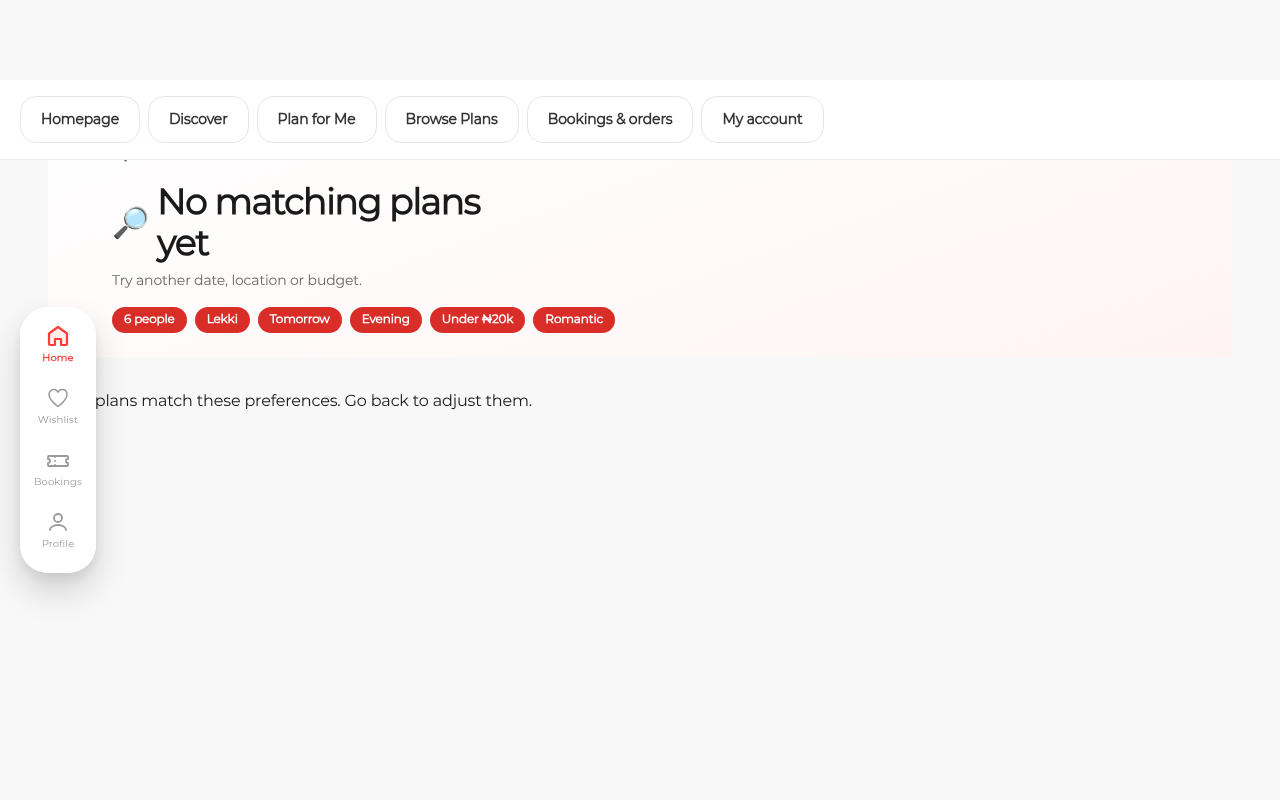 Homepage
Discover
Plan for Me
Browse Plans
Bookings & orders
My account
No matching plans
yet
Try another date, location or budget.
6 people
Lekki
Tomorrow
Evening
Under ₦20k
Romantic
plans match these preferences. Go back to adjust them.
Home
Wishlist
Bookings
Profile